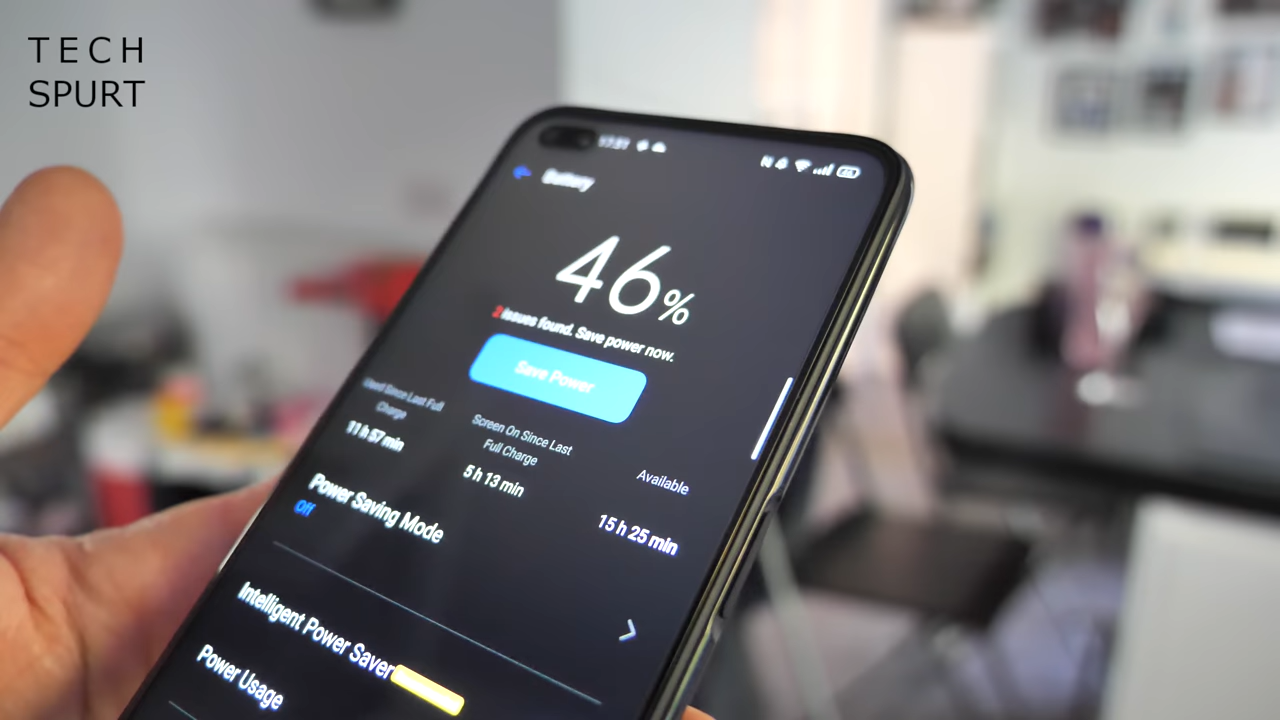 TECH
SPURT
17:51
Battery
46%
2 issues found. Save power now.
Save Power
Used Since Last Full
Charge
11 h 57 min
Screen On Since Last
Full Charge
5 h 13 min
Available
15 h 25 min
Power Saving Mode
Off
Intelligent Power Saver
Power Usage